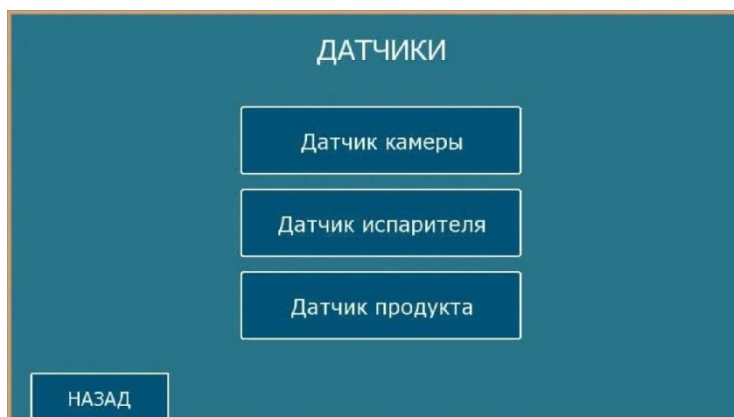 ДАТЧИКИ
Датчик камеры
Датчик испарителя
Датчик продукта
НАЗАД